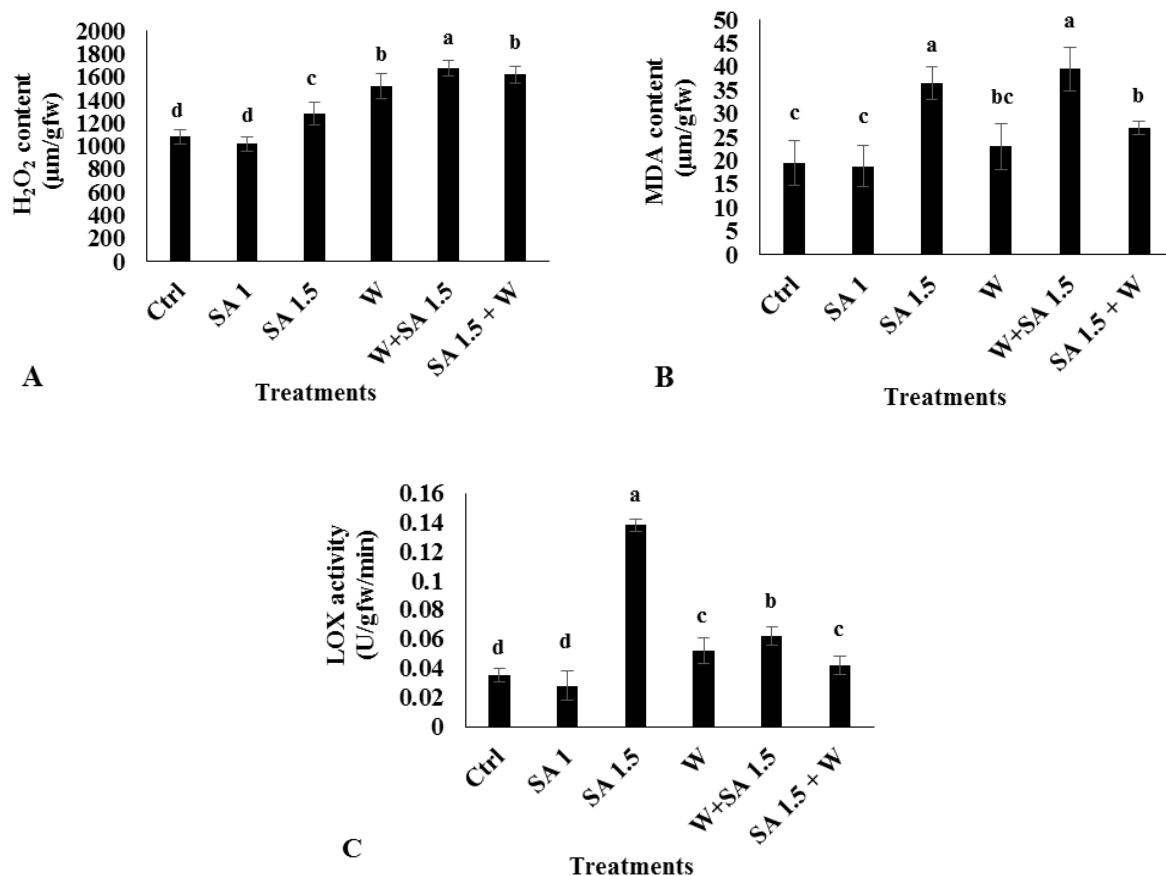 H₂O₂ content
(µm/gfw)
2000
1800
1600
1400
1200
1000
800
600
400
200
0
d
d
c
b
a
b
Ctrl
SA 1
SA 1.5
W
W+SA 1.5
SA 1.5 + W
A
Treatments
MDA content
(µm/gfw)
50
45
40
35
30
25
20
15
10
5
0
c
c
a
bc
a
b
Ctrl
SA 1
SA 1.5
W
W+SA 1.5
SA 1.5 + W
B
Treatments
LOX activity
(U/gfw/min)
0.16
0.14
0.12
0.1
0.08
0.06
0.04
0.02
0
d
d
a
c
b
c
Ctrl
SA 1
SA 1.5
W
W+SA 1.5
SA 1.5 + W
C
Treatments